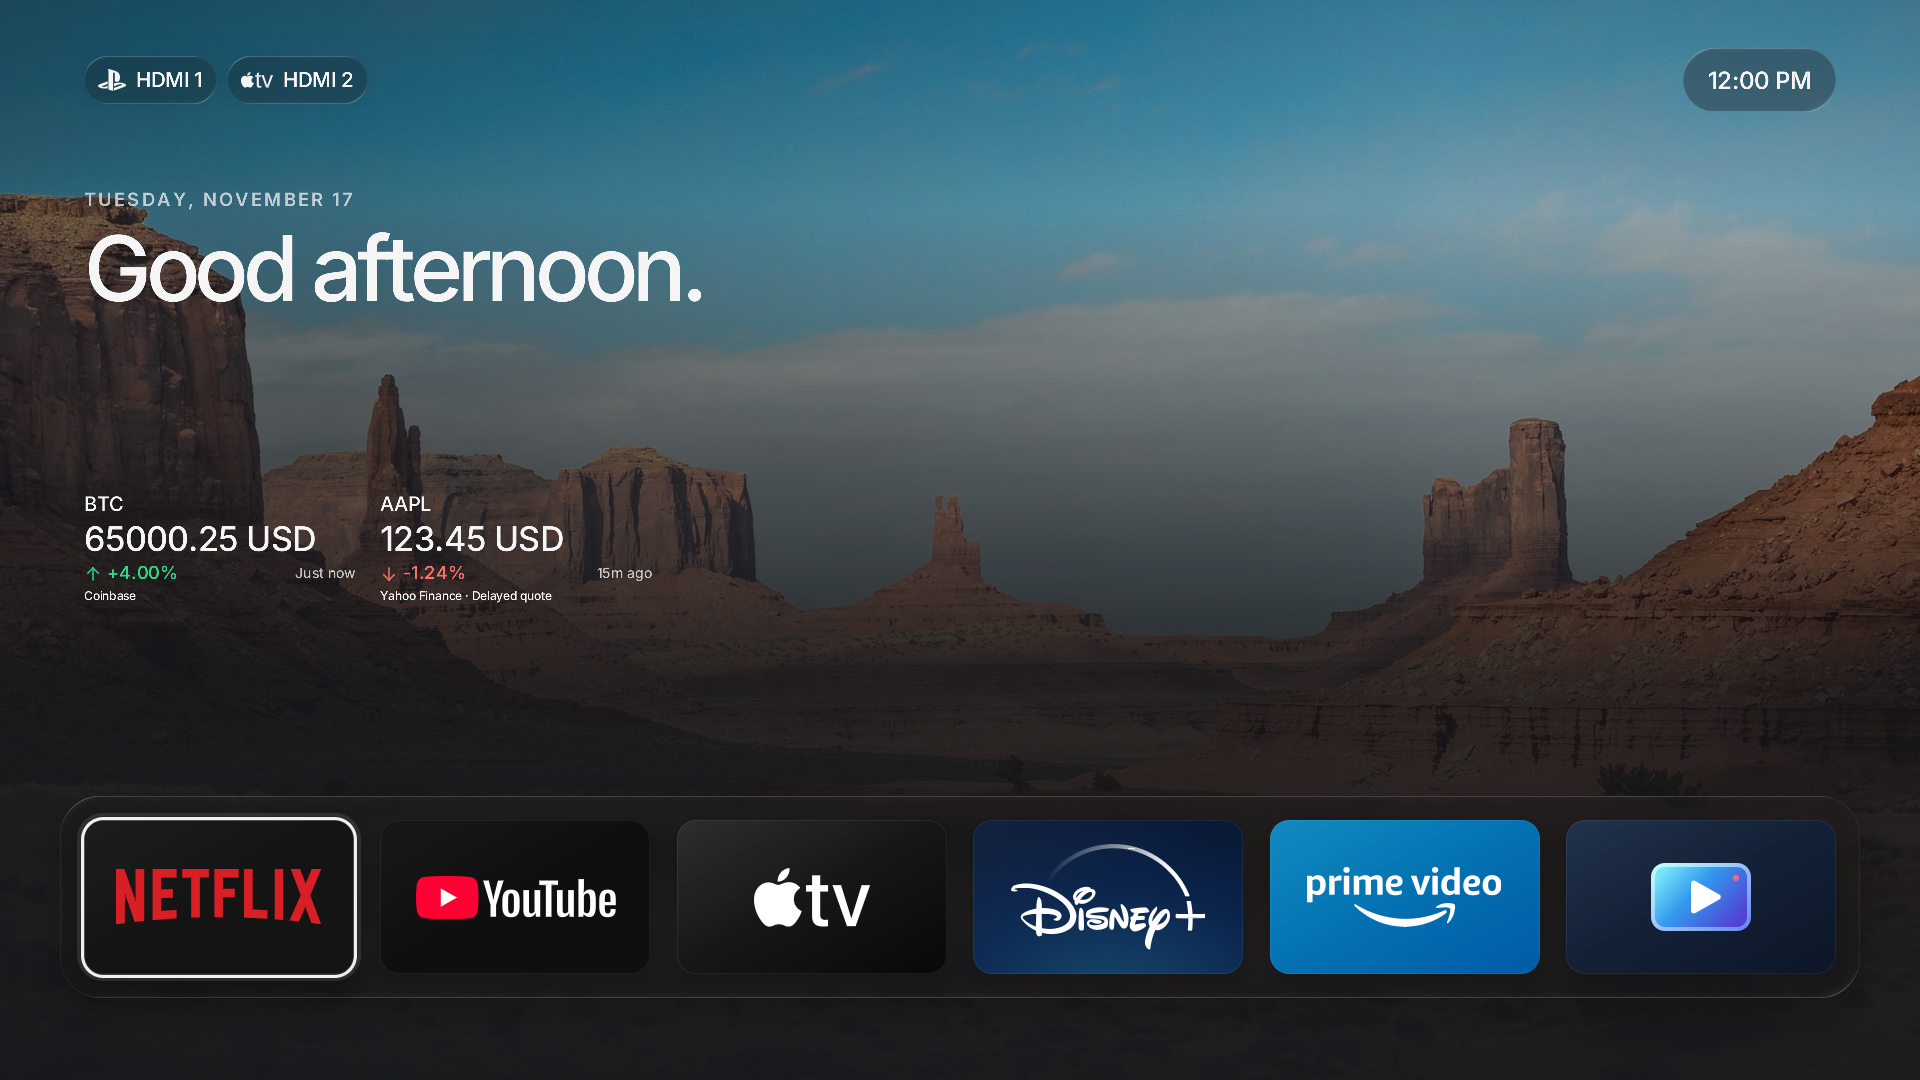 HDMI 1
tv HDMI 2
12:00 PM
TUESDAY, NOVEMBER 17
Good afternoon.
BTC
65000.25 USD
↑ +4.00% Just now
Coinbase
AAPL
123.45 USD
↓ -1.24% 15m ago
Yahoo Finance · Delayed quote
NETFLIX
YouTube
tv
Disney+
prime video